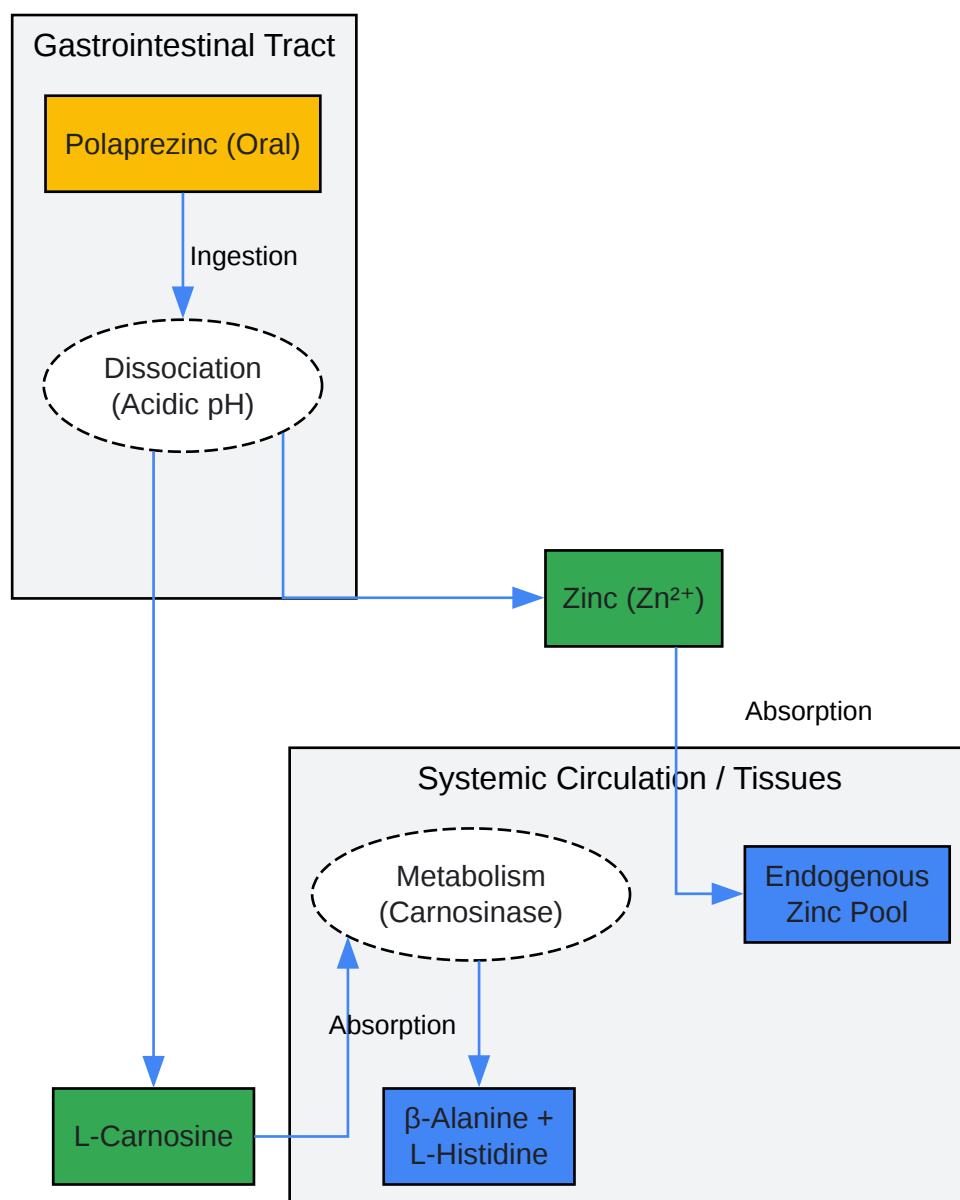 Gastrointestinal Tract
Polaprezinc (Oral)
Ingestion
Dissociation
(Acidic pH)
Zinc (Zn²⁺)
Absorption
Systemic Circulation / Tissues
Metabolism
(Carnosinase)
Endogenous
Zinc Pool
Absorption
L-Carnosine
β-Alanine +
L-Histidine